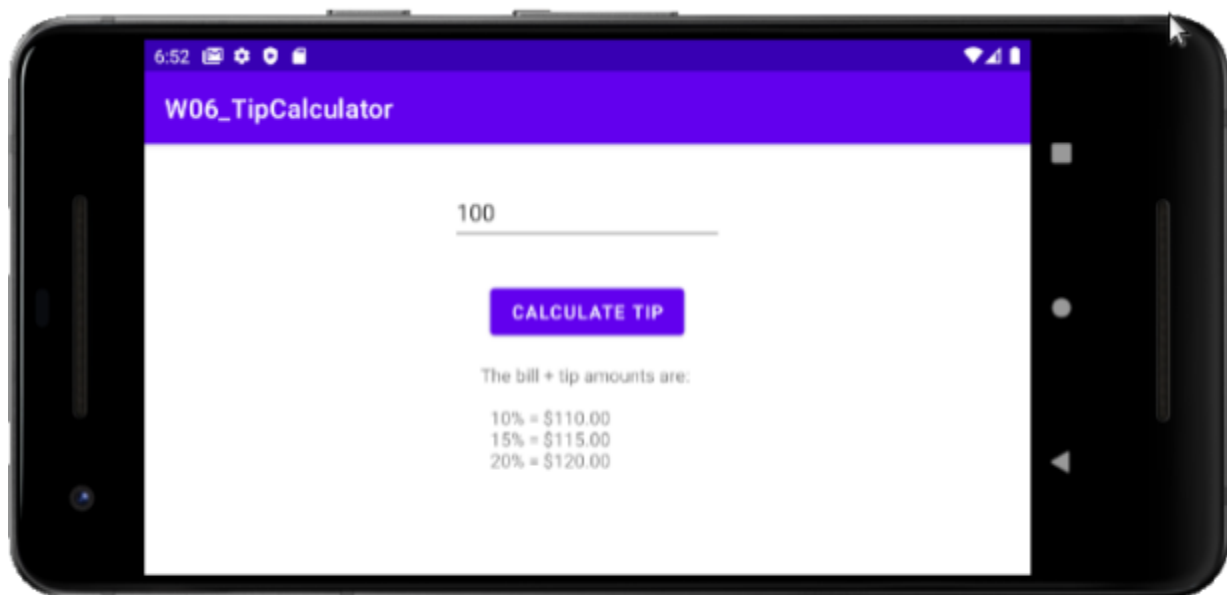 6:52
W06_TipCalculator
100
CALCULATE TIP
The bill + tip amounts are:
10% = $110.00
15% = $115.00
20% = $120.00